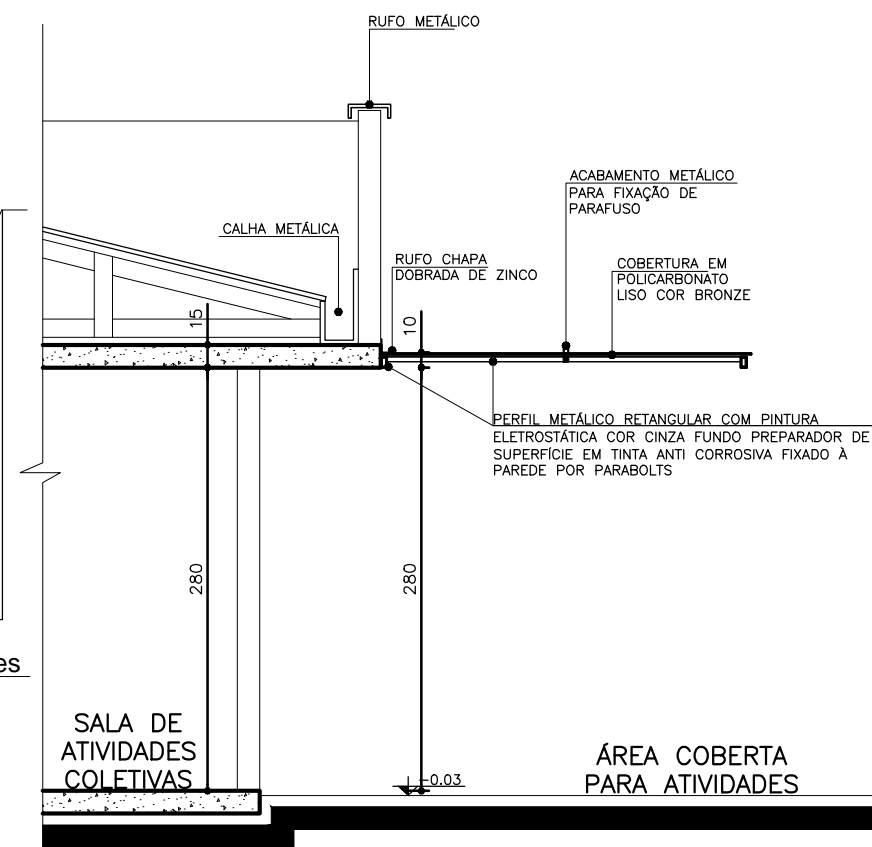 RUFO METÁLICO
ACABAMENTO METÁLICO
PARA FIXAÇÃO DE
PARAFUSO
CALHA METÁLICA
RUFO CHAPA
DOBRADA DE ZINCO
COBERTURA EM
POLICARBONATO
LISO COR BRONZE
15
10
PERFIL METÁLICO RETANGULAR COM PINTURA
ELETROSTÁTICA COR CINZA FUNDO PREPARADOR DE
SUPERFÍCIE EM TINTA ANTI CORROSIVA FIXADO À
PAREDE POR PARABOLTS
280
280
es
SALA DE
ATIVIDADES
COLETIVAS
-0.03
ÁREA COBERTA
PARA ATIVIDADES